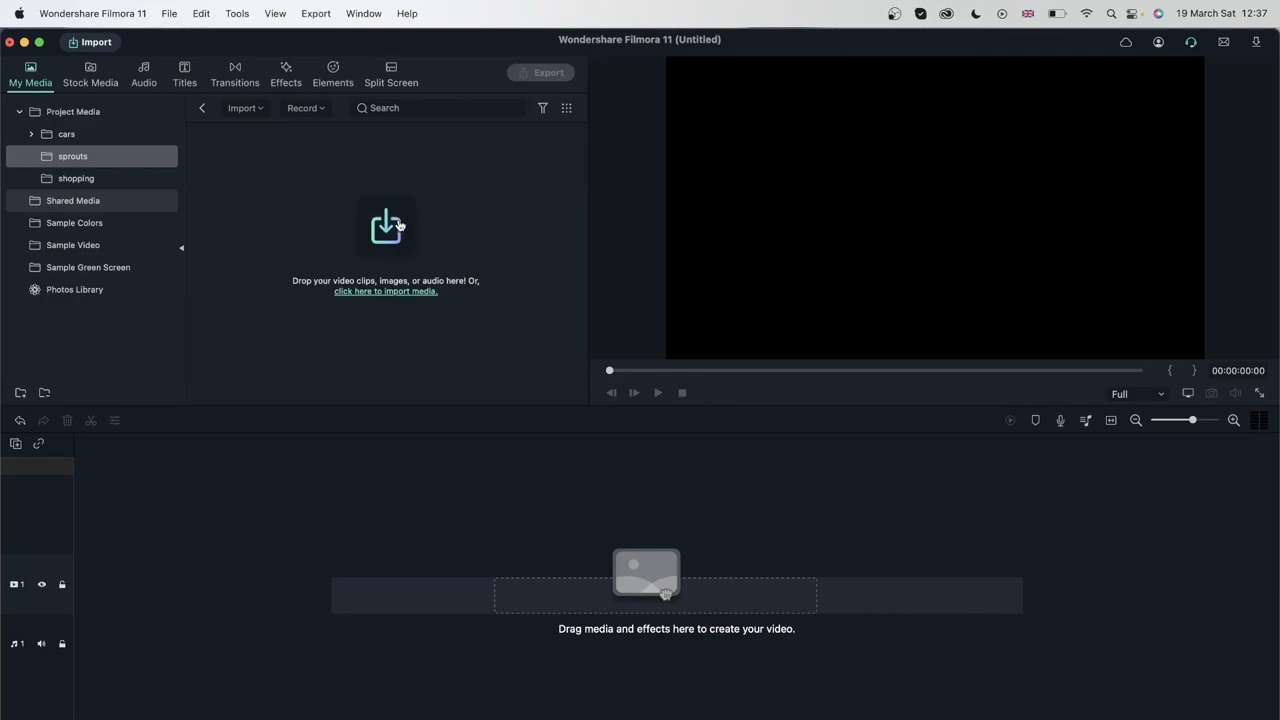 Wondershare Filmora 11 File Edit Tools View Export Window Help 19 March Sat 12:37
Import Wondershare Filmora 11 (Untitled)
My Media Stock Media Audio Titles Transitions Effects Elements Split Screen Export
Project Media
cars
sprouts
shopping
Shared Media
Sample Colors
Sample Video
Sample Green Screen
Photos Library
Import Record Search
Drop your video clips, images, or audio here! Or,
click here to import media.
{ } 00:00:00:00
Full
1
1
Drag media and effects here to create your video.